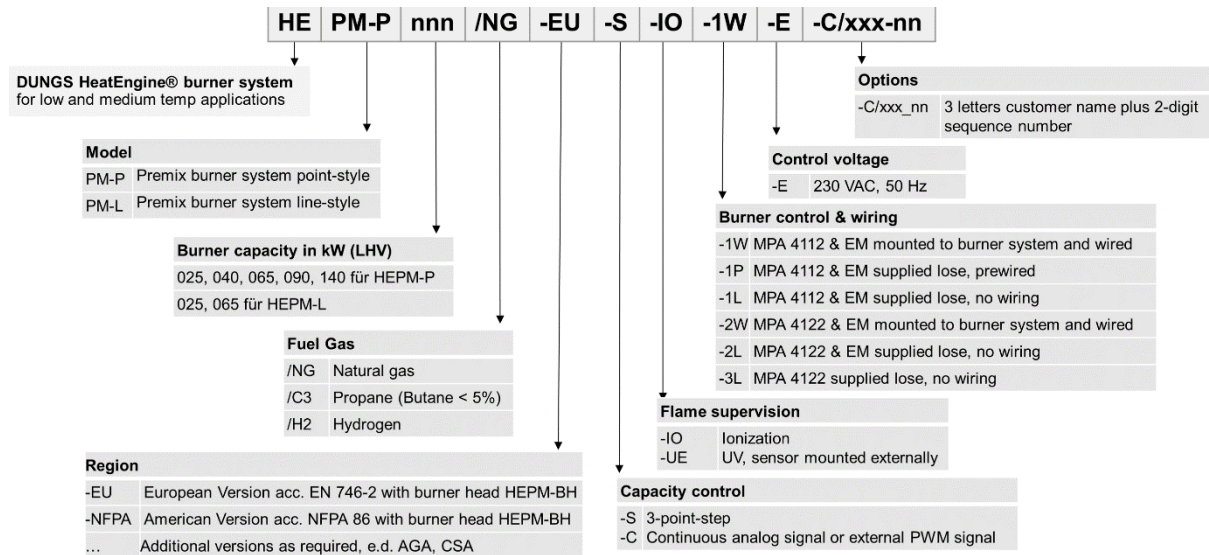 HE PM-P nnn /NG -EU -S -IO -1W -E -C/xxx-nn
DUNGS HeatEngine® burner system
for low and medium temp applications
Options
-C/xxx_nn 3 letters customer name plus 2-digit
sequence number
Model
PM-P Premix burner system point-style
PM-L Premix burner system line-style
Control voltage
-E 230 VAC, 50 Hz
Burner control & wiring
-1W MPA 4112 & EM mounted to burner system and wired
-1P MPA 4112 & EM supplied lose, prewired
-1L MPA 4112 & EM supplied lose, no wiring
-2W MPA 4122 & EM mounted to burner system and wired
-2L MPA 4122 & EM supplied lose, no wiring
-3L MPA 4122 supplied lose, no wiring
Burner capacity in kW (LHV)
025, 040, 065, 090, 140 für HEPM-P
025, 065 für HEPM-L
Fuel Gas
/NG Natural gas
/C3 Propane (Butane < 5%)
/H2 Hydrogen
Flame supervision
-IO Ionization
-UE UV, sensor mounted externally
Region
-EU European Version acc. EN 746-2 with burner head HEPM-BH
-NFPA American Version acc. NFPA 86 with burner head HEPM-BH
... Additional versions as required, e.d. AGA, CSA
Capacity control
-S 3-point-step
-C Continuous analog signal or external PWM signal